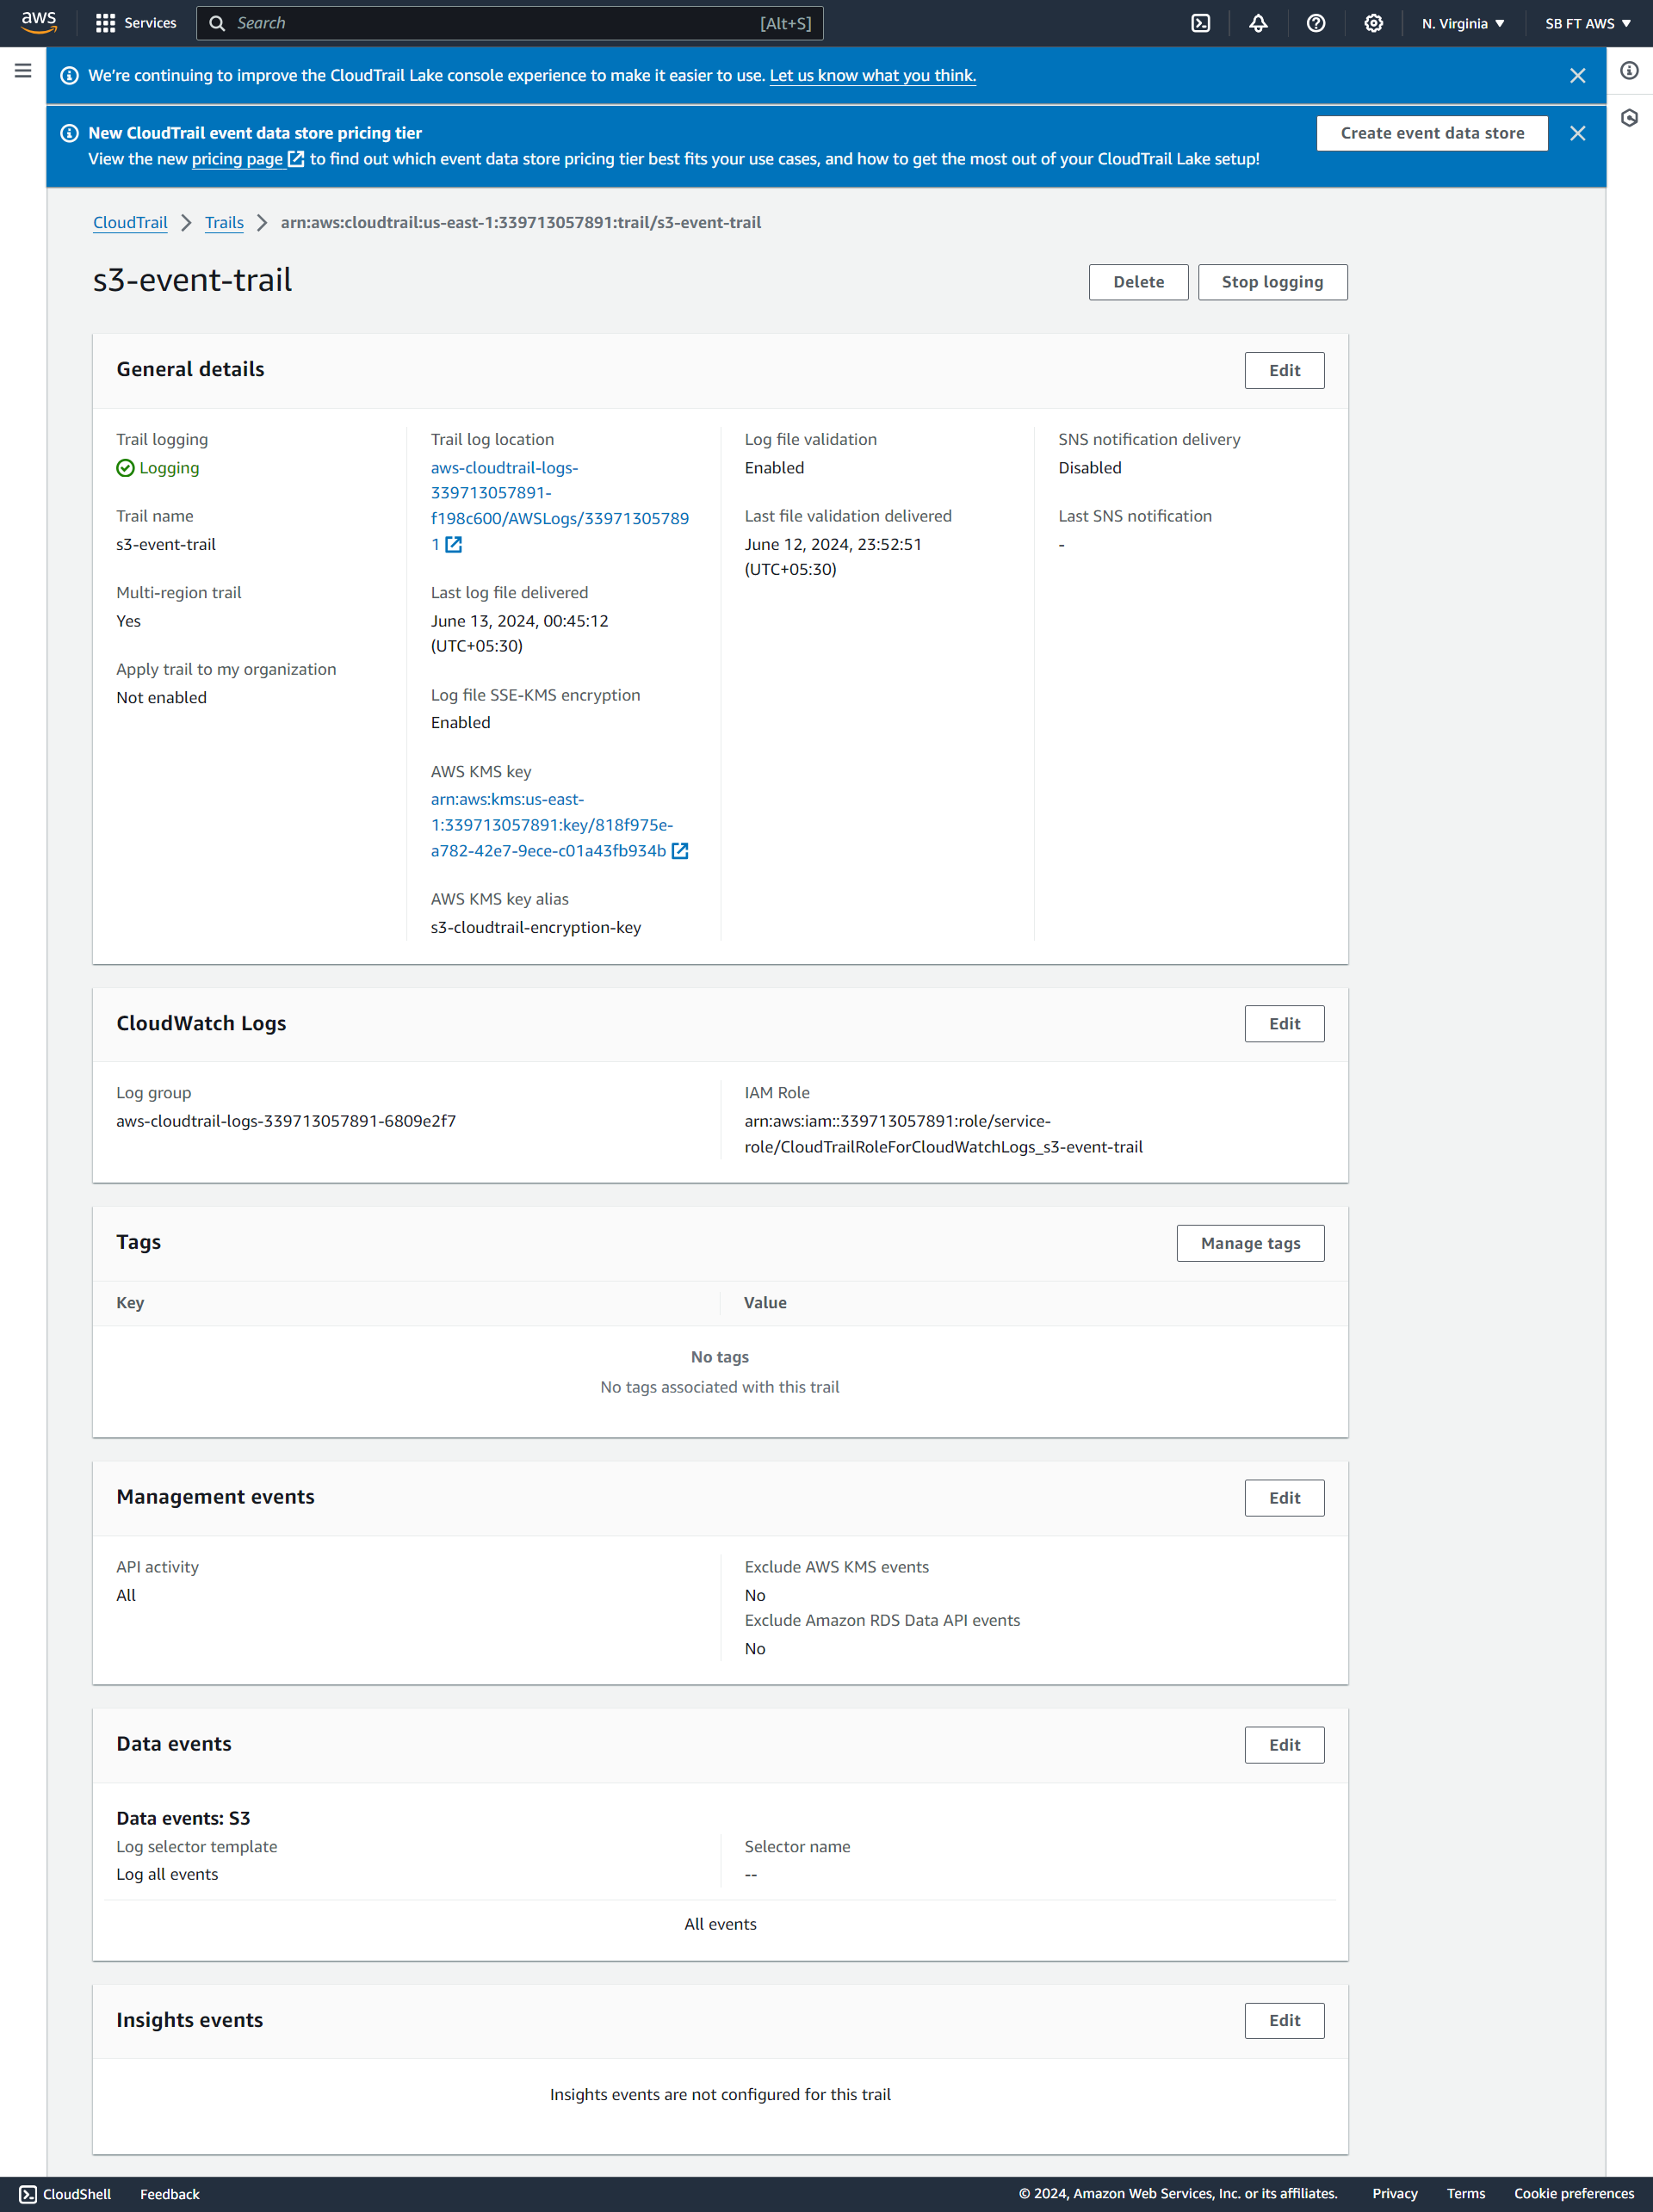 aws
Services
Search
[Alt+S]
N. Virginia
SB FT AWS
We're continuing to improve the CloudTrail Lake console experience to make it easier to use. Let us know what you think.
New CloudTrail event data store pricing tier
View the new pricing page to find out which event data store pricing tier best fits your use cases, and how to get the most out of your CloudTrail Lake setup!
Create event data store
CloudTrail
Trails
arn:aws:cloudtrail:us-east-1:339713057891:trail/s3-event-trail
s3-event-trail
Delete
Stop logging
General details
Edit
Trail logging
Logging
Trail name
s3-event-trail
Multi-region trail
Yes
Apply trail to my organization
Not enabled
Trail log location
aws-cloudtrail-logs-
339713057891-
f198c600/AWSLogs/33971305789
1
Last log file delivered
June 13, 2024, 00:45:12
(UTC+05:30)
Log file SSE-KMS encryption
Enabled
AWS KMS key
arn:aws:kms:us-east-
1:339713057891:key/818f975e-
a782-42e7-9ece-c01a43fb934b
AWS KMS key alias
s3-cloudtrail-encryption-key
Log file validation
Enabled
Last file validation delivered
June 12, 2024, 23:52:51
(UTC+05:30)
SNS notification delivery
Disabled
Last SNS notification
-
CloudWatch Logs
Edit
Log group
aws-cloudtrail-logs-339713057891-6809e2f7
IAM Role
arn:aws:iam::339713057891:role/service-
role/CloudTrailRoleForCloudWatchLogs_s3-event-trail
Tags
Manage tags
Key
Value
No tags
No tags associated with this trail
Management events
Edit
API activity
All
Exclude AWS KMS events
No
Exclude Amazon RDS Data API events
No
Data events
Edit
Data events: S3
Log selector template
Log all events
Selector name
--
All events
Insights events
Edit
Insights events are not configured for this trail
CloudShell
Feedback
© 2024, Amazon Web Services, Inc. or its affiliates.
Privacy
Terms
Cookie preferences